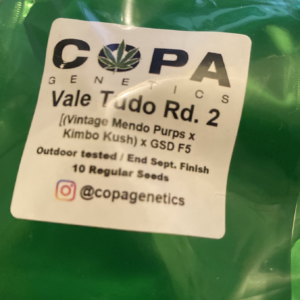 COPA
GENETICS
Vale Tudo Rd. 2
[(Vintage Mendo Purps x
Kimbo Kush) x GSD F5
Outdoor tested / End Sept. Finish
10 Regular Seeds
@copagenetics